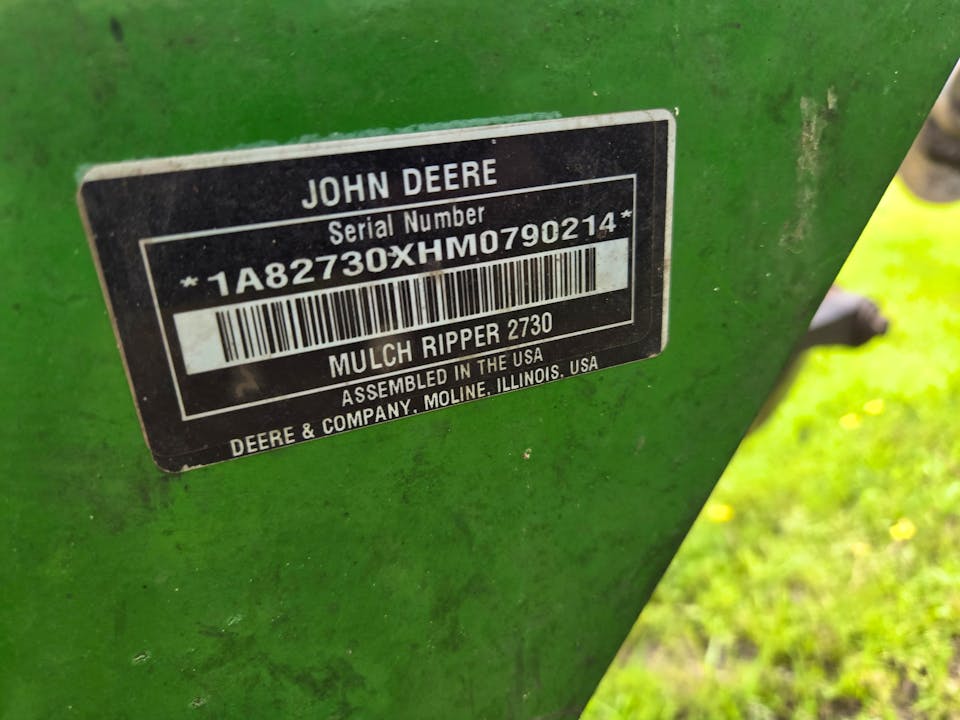 JOHN DEERE
Serial Number
*1A82730XHM0790214*
MULCH RIPPER 2730
ASSEMBLED IN THE USA
DEERE & COMPANY, MOLINE, ILLINOIS, USA